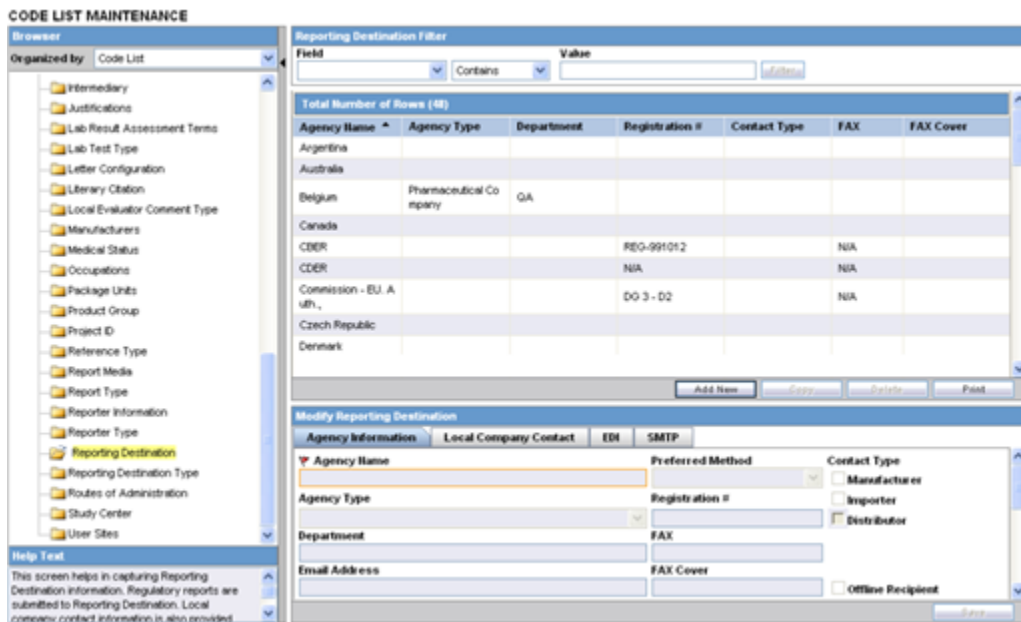 CODE LIST MAINTENANCE
Browser
Organized by Code List
Intermediary
Justifications
Lab Result Assessment Terms
Lab Test Type
Letter Configuration
Literary Citation
Local Evaluator Comment Type
Manufacturers
Medical Status
Occupations
Package Units
Product Group
Project ID
Reference Type
Report Media
Report Type
Reporter Information
Reporter Type
Reporting Destination
Reporting Destination Type
Routes of Administration
Study Center
User Sites
Help Text
This screen helps in capturing Reporting
Destination information. Regulatory reports are
submitted to Reporting Destination. Local
company contact information is also provided
Reporting Destination Filter
Field Value
Contains Filter
Total Number of Rows (48)
Agency Name Agency Type Department Registration # Contact Type FAX FAX Cover
Argentina
Australia
Belgium Pharmaceutical Co
mpany QA
Canada
CBER REG-991012 N/A
CDER N/A N/A
Commission - EU. A
uth., DG 3 - D2 N/A
Czech Republic
Denmark
Add New Copy Delete Print
Modify Reporting Destination
Agency Information Local Company Contact EDI SMTP
Agency Name Preferred Method Contact Type
Manufacturer
Agency Type Registration # Importer
Distributor
Department FAX
Email Address FAX Cover
Offline Recipient
Save